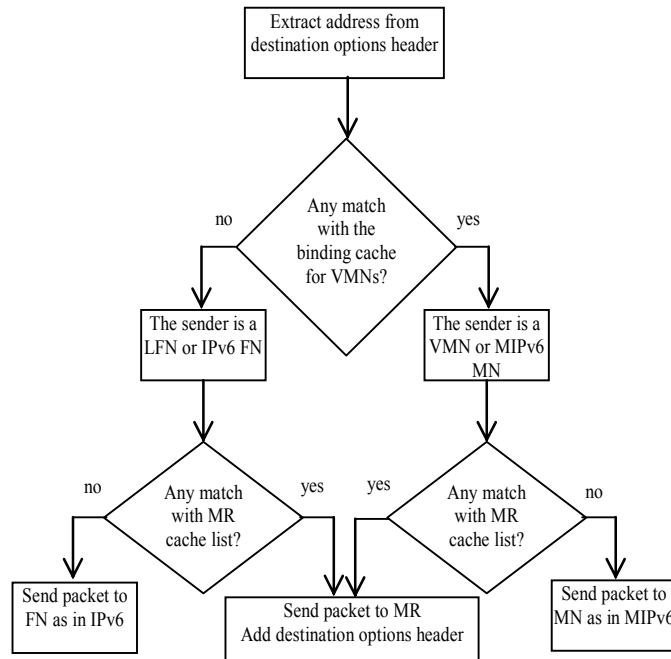 Extract address from
destination options header
no
Any match
with the
binding cache
for VMNs?
yes
The sender is a
LFN or IPv6 FN
The sender is a
VMN or MIPv6
MN
no
Any match
with MR
cache list?
yes
yes
Any match
with MR
cache list?
no
Send packet to
FN as in IPv6
Send packet to MR
Add destination options header
Send packet to
MN as in MIPv6